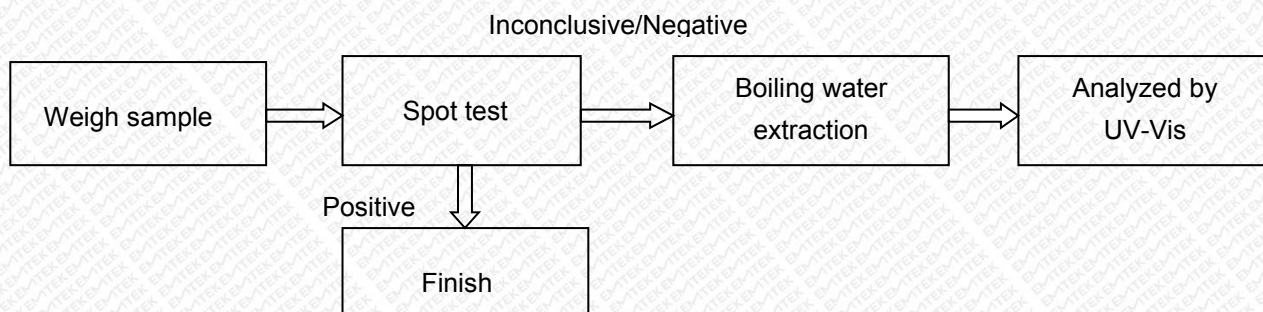 Inconclusive/Negative
Weigh sample
Spot test
Boiling water
extraction
Analyzed by
UV-Vis
Positive
Finish